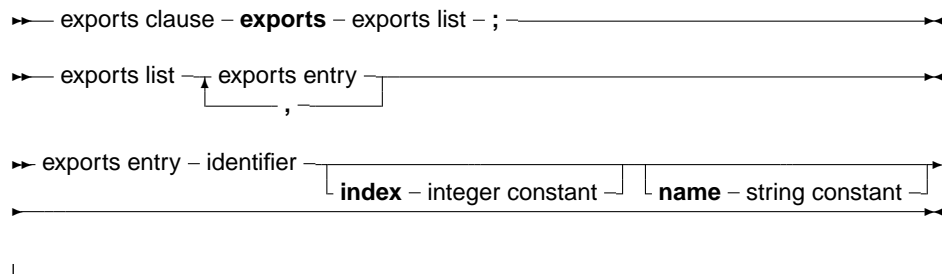 exports clause – exports – exports list – ;
exports list – exports entry –
,
exports entry – identifier –
index – integer constant – name – string constant –